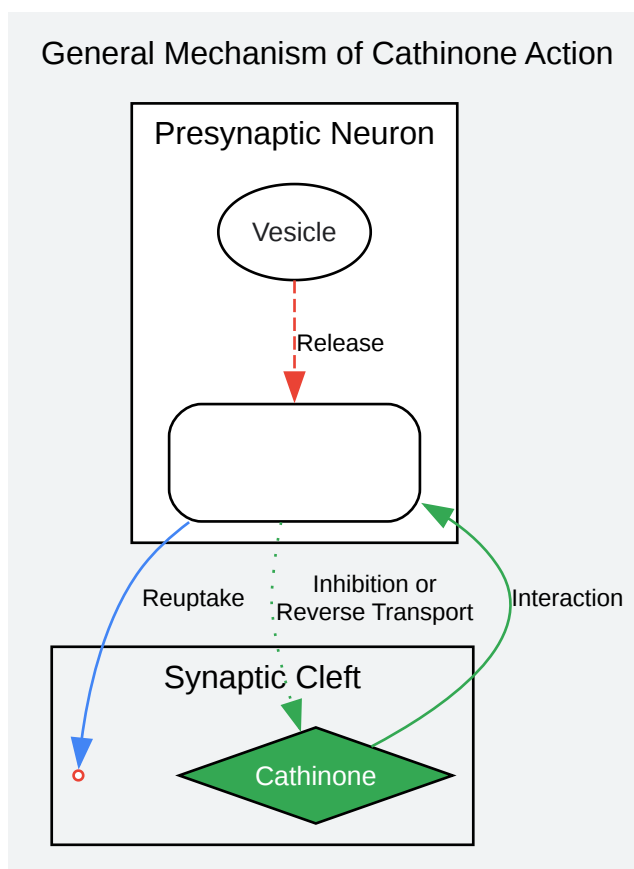 General Mechanism of Cathinone Action
Presynaptic Neuron
Vesicle
Release
Reuptake
Inhibition or
Reverse Transport
Interaction
Synaptic Cleft
Cathinone